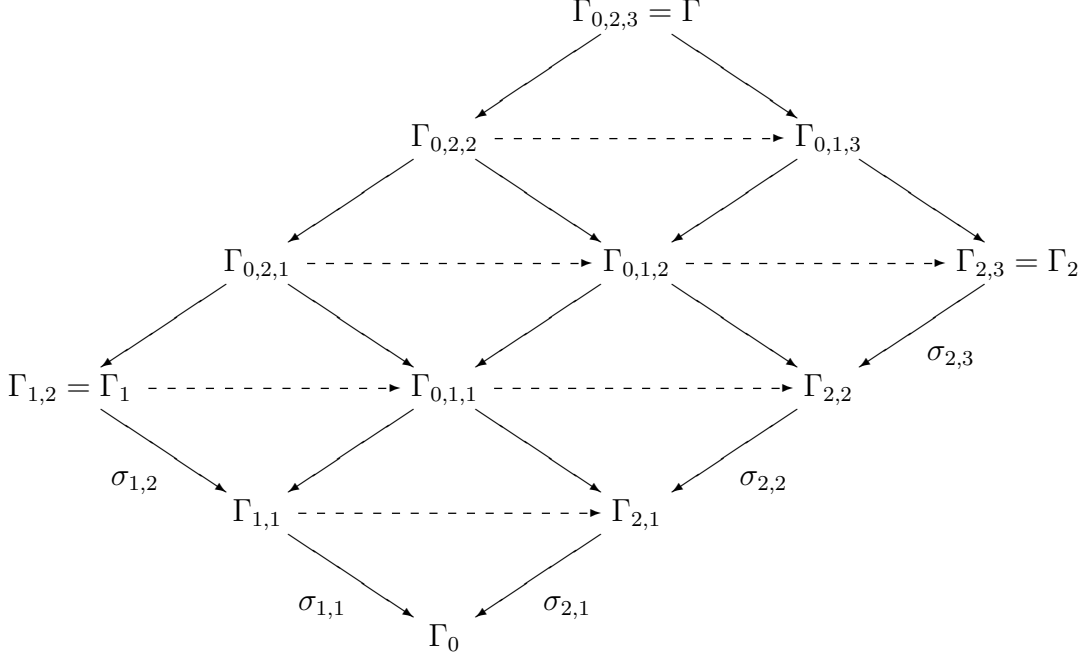 Γ₀,₂,₃ = Γ
Γ₀,₂,₂ Γ₀,₁,₃
Γ₀,₂,₁ Γ₀,₁,₂ Γ₂,₃ = Γ₂
σ₂,₃
Γ₁,₂ = Γ₁ Γ₀,₁,₁ Γ₂,₂
σ₁,₂ σ₂,₂
Γ₁,₁ Γ₂,₁
σ₁,₁ σ₂,₁
Γ₀